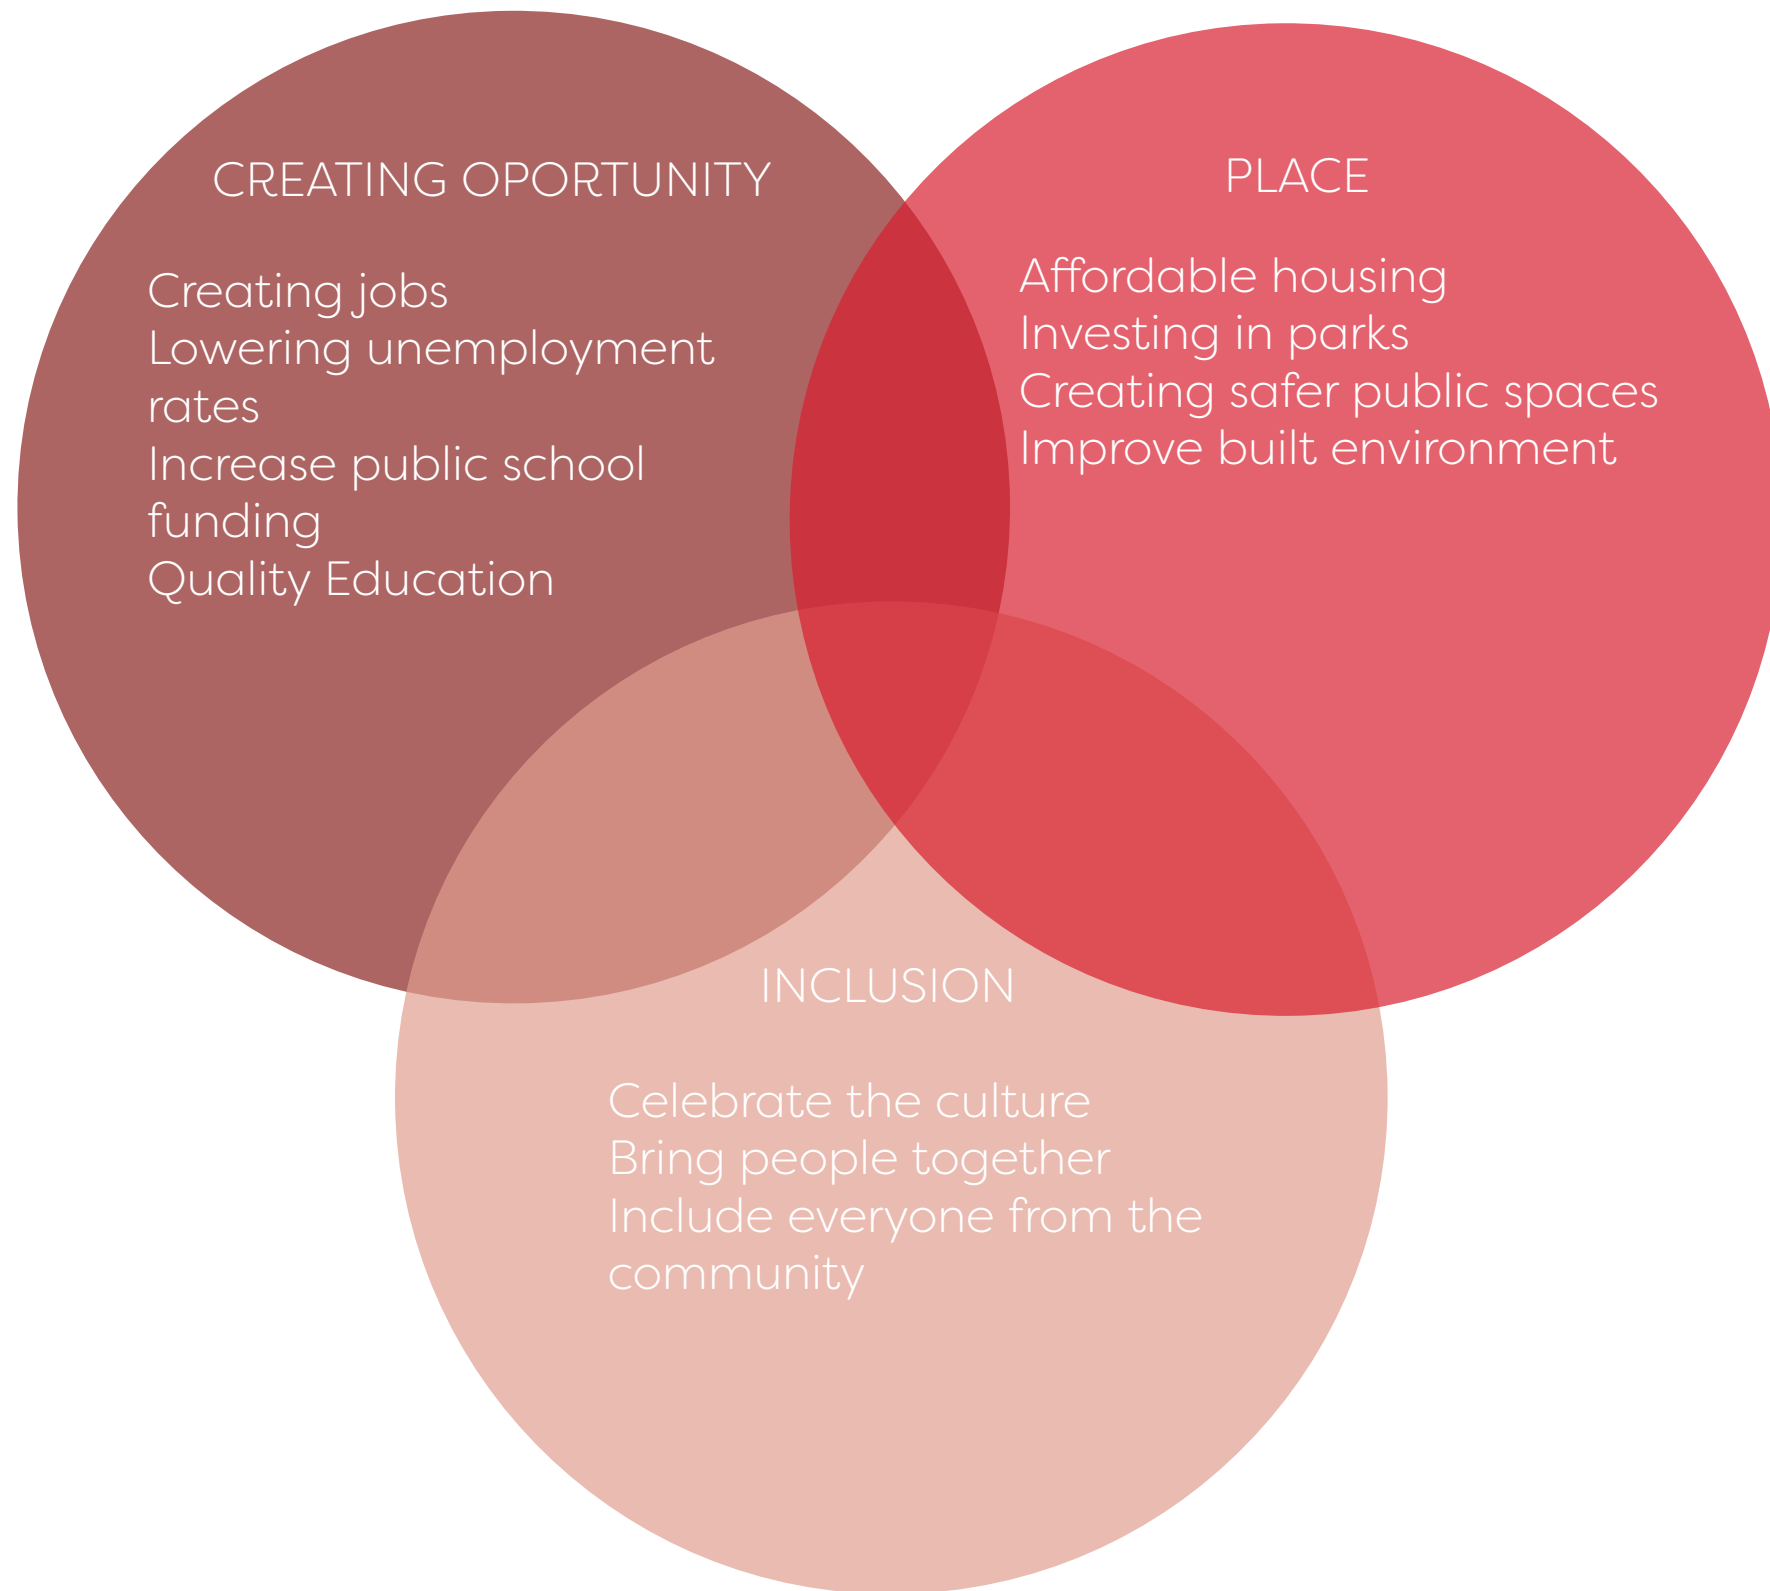 CREATING OPORTUNITY
Creating jobs
Lowering unemployment
rates
Increase public school
funding
Quality Education
PLACE
Affordable housing
Investing in parks
Creating safer public spaces
Improve built environment
INCLUSION
Celebrate the culture
Bring people together
Include everyone from the
community